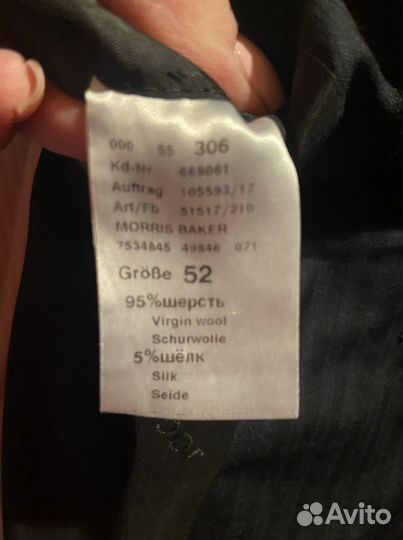 000 55 306
Kd-Nr 669061
Auftrag 105593/17
Art/Fb 51517/210
MORRIS BAKER
7534845 49846 071
Größe 52
95%шерсть
Virgin wool
Schurwolle
5%шёлк
Silk
Seide
Avito